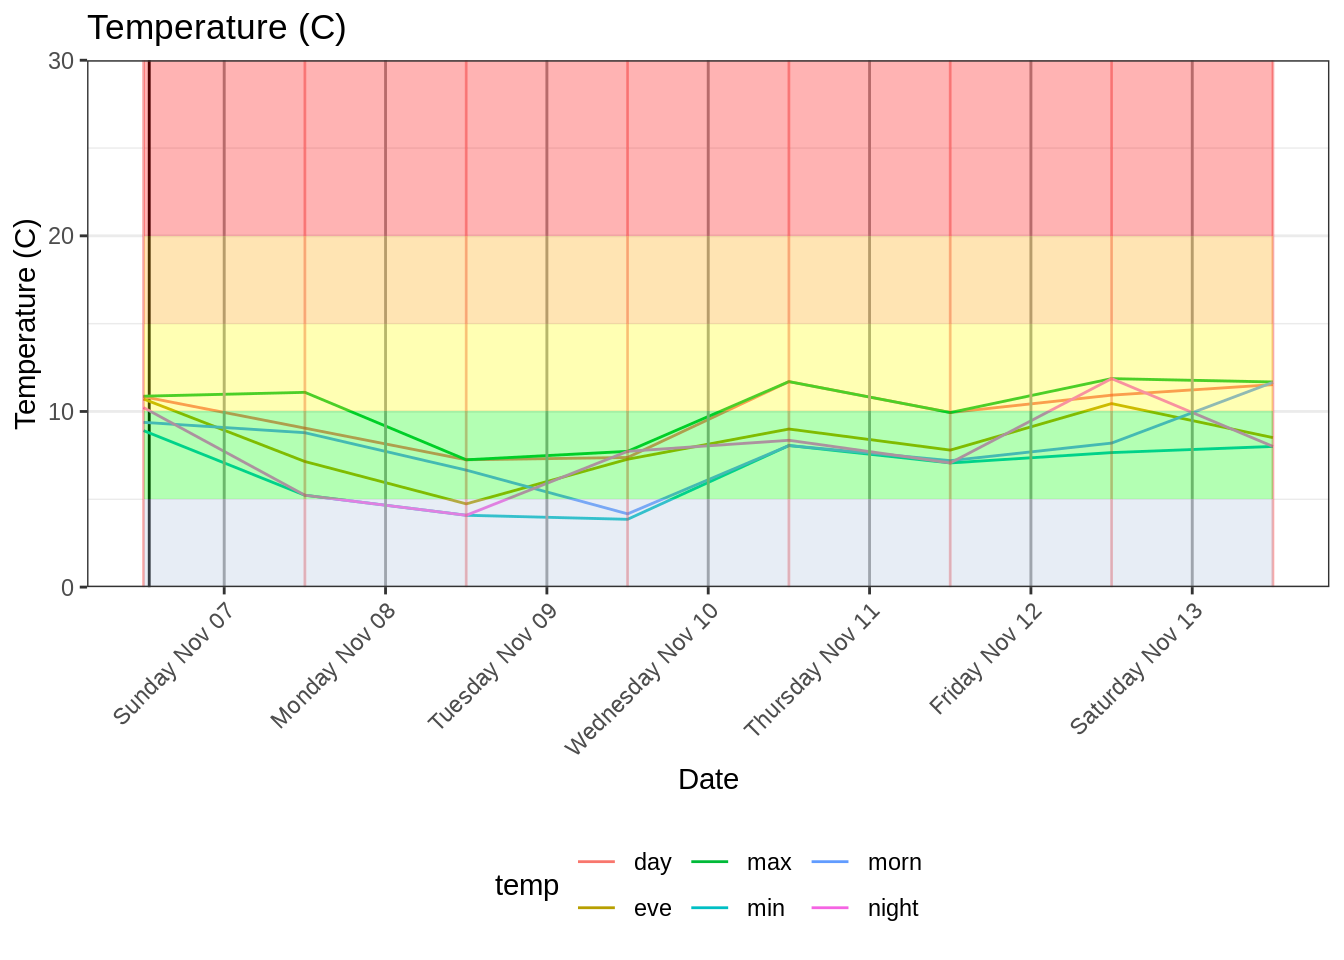 Temperature (C)
Temperature (C)
30
20
10
0
Sunday Nov 07
Monday Nov 08
Tuesday Nov 09
Wednesday Nov 10
Thursday Nov 11
Friday Nov 12
Saturday Nov 13
Date
temp
day
max
morn
eve
min
night